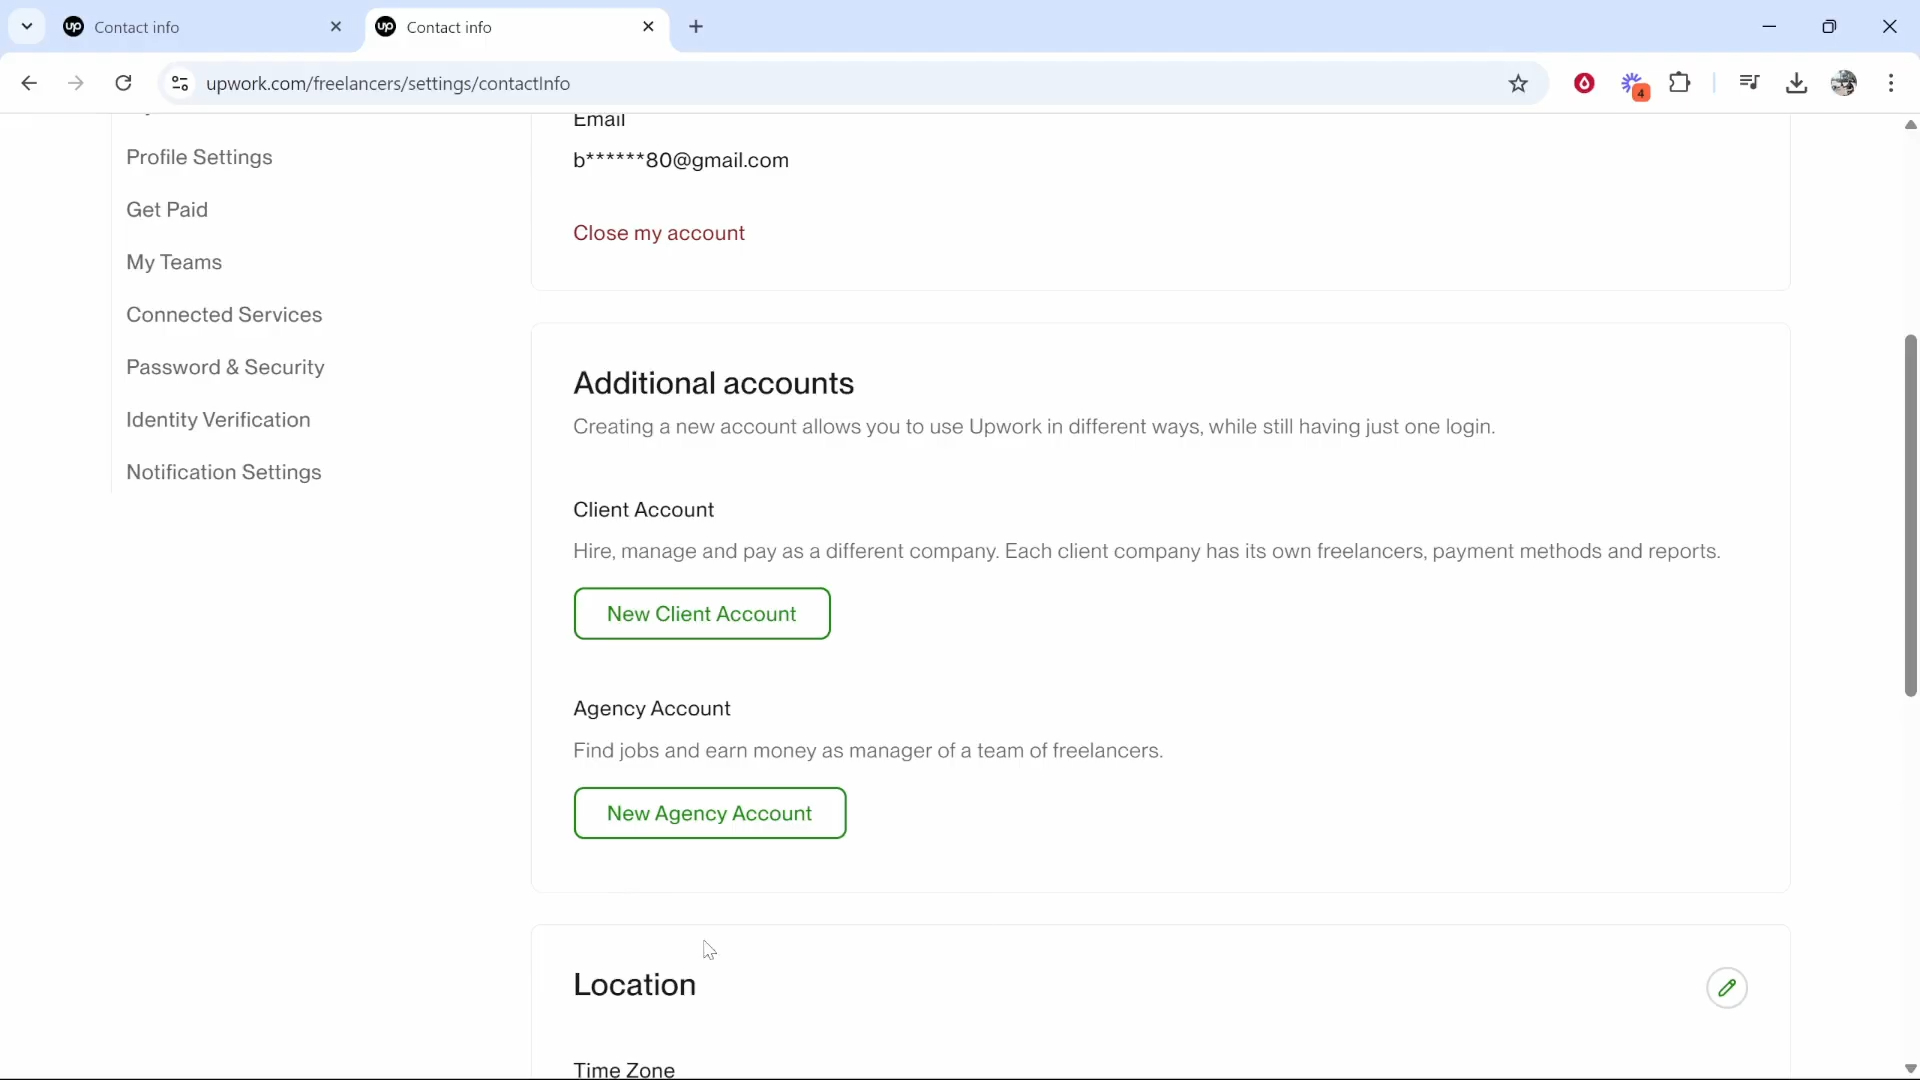 Contact info
Contact info
upwork.com/freelancers/settings/contactInfo
4
Profile Settings
Get Paid
My Teams
Connected Services
Password & Security
Identity Verification
Notification Settings
Email
b******80@gmail.com
Close my account
Additional accounts
Creating a new account allows you to use Upwork in different ways, while still having just one login.
Client Account
Hire, manage and pay as a different company. Each client company has its own freelancers, payment methods and reports.
New Client Account
Agency Account
Find jobs and earn money as manager of a team of freelancers.
New Agency Account
Location
Time Zone